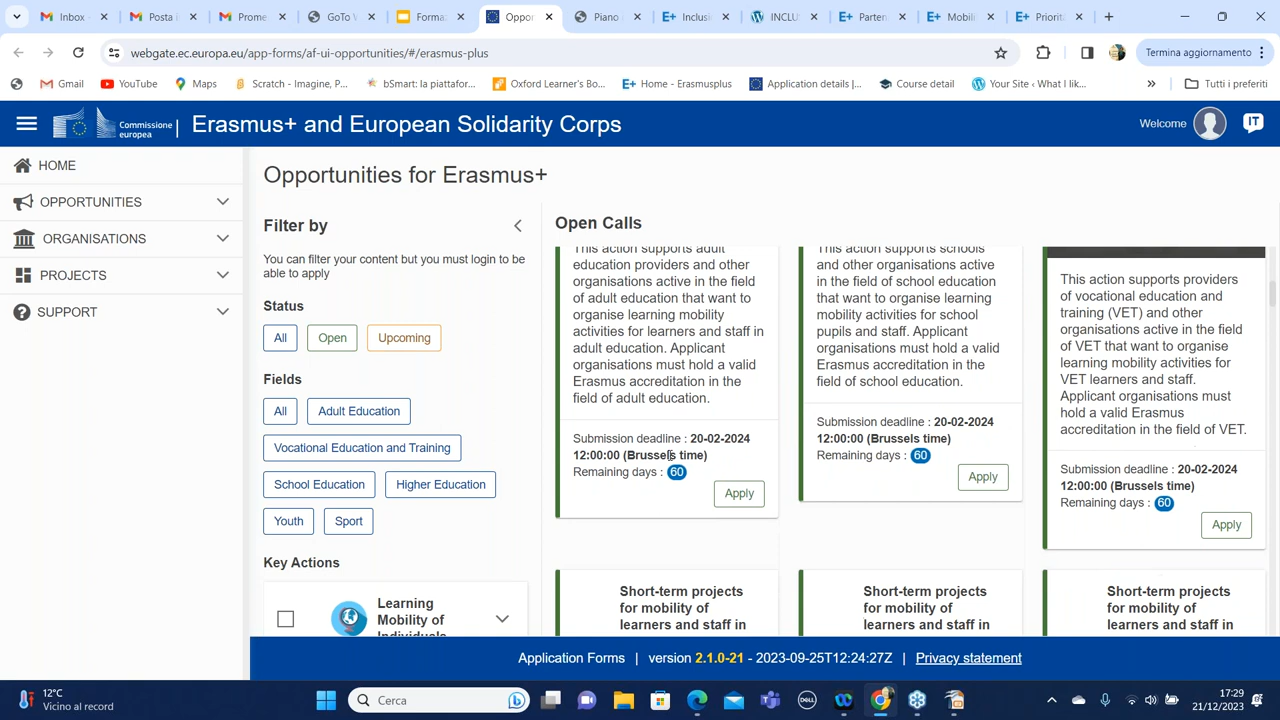 Inbox -
Posta i
Prome
GoTo V
Forma
Oppor
Piano
Inclusi
INCLU
Parten
Mobili
Priorit
webgate.ec.europa.eu/app-forms/af-ui-opportunities/#/erasmus-plus
Termina aggiornamento
Gmail
YouTube
Maps
Scratch - Imagine, P...
bSmart: la piattafor...
Oxford Learner's Bo...
Home - Erasmusplus
Application details |...
Course detail
Your Site ‹ What I lik...
»
Tutti i preferiti
Commissione
europea
Erasmus+ and European Solidarity Corps
Welcome
IT
HOME
OPPORTUNITIES
ORGANISATIONS
PROJECTS
SUPPORT
Opportunities for Erasmus+
Filter by
You can filter your content but you must login to be
able to apply
Status
All
Open
Upcoming
Fields
All
Adult Education
Vocational Education and Training
School Education
Higher Education
Youth
Sport
Key Actions
Learning
Mobility of
Individuals
Open Calls
This action supports adult
education providers and other
organisations active in the field
of adult education that want to
organise learning mobility
activities for learners and staff in
adult education. Applicant
organisations must hold a valid
Erasmus accreditation in the
field of adult education.
Submission deadline : 20-02-2024
12:00:00 (Brussels time)
Remaining days : 60
Apply
This action supports schools
and other organisations active
in the field of school education
that want to organise learning
mobility activities for school
pupils and staff. Applicant
organisations must hold a valid
Erasmus accreditation in the
field of school education.
Submission deadline : 20-02-2024
12:00:00 (Brussels time)
Remaining days : 60
Apply
This action supports providers
of vocational education and
training (VET) and other
organisations active in the field
of VET that want to organise
learning mobility activities for
VET learners and staff.
Applicant organisations must
hold a valid Erasmus
accreditation in the field of VET.
Submission deadline : 20-02-2024
12:00:00 (Brussels time)
Remaining days : 60
Apply
Short-term projects
for mobility of
learners and staff in
Short-term projects
for mobility of
learners and staff in
Short-term projects
for mobility of
learners and staff in
Application Forms | version 2.1.0-21 - 2023-09-25T12:24:27Z | Privacy statement
12°C
Vicino al record
Cerca
17:29
21/12/2023